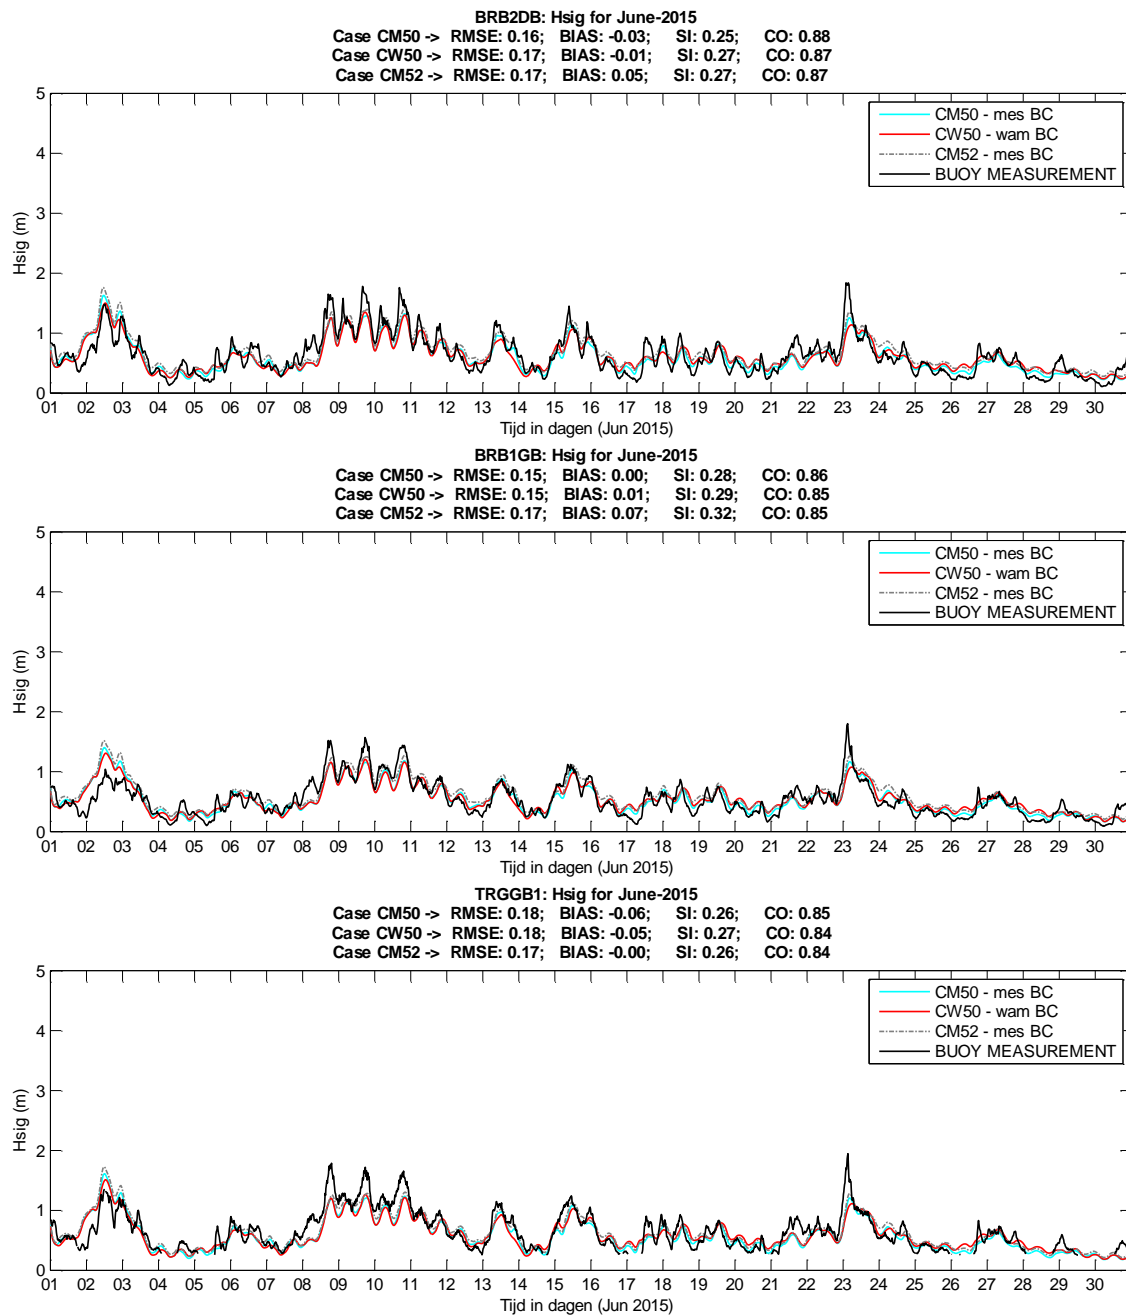 BRB2DB: Hsig for June-2015
Case CM50 -> RMSE: 0.16; BIAS: -0.03; SI: 0.25; CO: 0.88
Case CW50 -> RMSE: 0.17; BIAS: -0.01; SI: 0.27; CO: 0.87
Case CM52 -> RMSE: 0.17; BIAS: 0.05; SI: 0.27; CO: 0.87
5
4
3
2
1
0
Hsig (m)
CM50 - mes BC
CW50 - wam BC
CM52 - mes BC
BUOY MEASUREMENT
01 02 03 04 05 06 07 08 09 10 11 12 13 14 15 16 17 18 19 20 21 22 23 24 25 26 27 28 29 30
Tijd in dagen (Jun 2015)
BRB1GB: Hsig for June-2015
Case CM50 -> RMSE: 0.15; BIAS: 0.00; SI: 0.28; CO: 0.86
Case CW50 -> RMSE: 0.15; BIAS: 0.01; SI: 0.29; CO: 0.85
Case CM52 -> RMSE: 0.17; BIAS: 0.07; SI: 0.32; CO: 0.85
5
4
3
2
1
0
Hsig (m)
CM50 - mes BC
CW50 - wam BC
CM52 - mes BC
BUOY MEASUREMENT
01 02 03 04 05 06 07 08 09 10 11 12 13 14 15 16 17 18 19 20 21 22 23 24 25 26 27 28 29 30
Tijd in dagen (Jun 2015)
TRGGB1: Hsig for June-2015
Case CM50 -> RMSE: 0.18; BIAS: -0.06; SI: 0.26; CO: 0.85
Case CW50 -> RMSE: 0.18; BIAS: -0.05; SI: 0.27; CO: 0.84
Case CM52 -> RMSE: 0.17; BIAS: -0.00; SI: 0.26; CO: 0.84
5
4
3
2
1
0
Hsig (m)
CM50 - mes BC
CW50 - wam BC
CM52 - mes BC
BUOY MEASUREMENT
01 02 03 04 05 06 07 08 09 10 11 12 13 14 15 16 17 18 19 20 21 22 23 24 25 26 27 28 29 30
Tijd in dagen (Jun 2015)